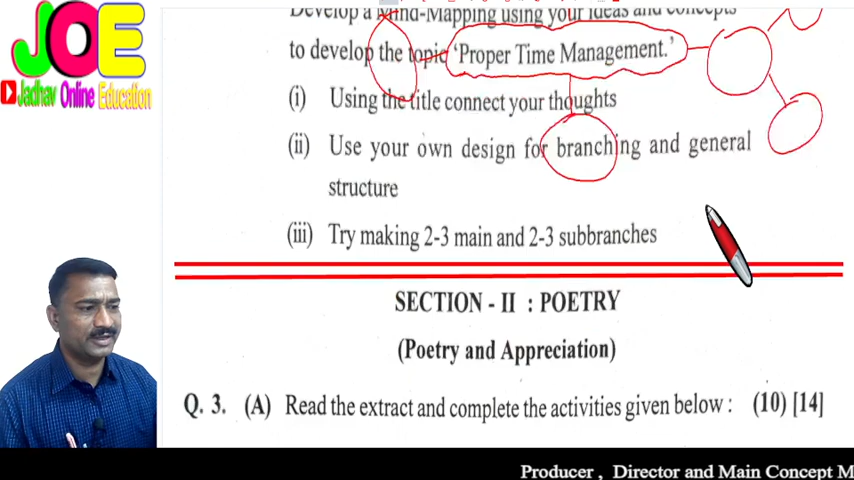 JOE
Jadhav Online Education
Develop a Mind-Mapping using your ideas and concepts
to develop the topic 'Proper Time Management.'
(i) Using the title connect your thoughts
(ii) Use your own design for branching and general
structure
(iii) Try making 2-3 main and 2-3 subbranches
SECTION - II : POETRY
(Poetry and Appreciation)
Q. 3. (A) Read the extract and complete the activities given below : (10) [14]
Producer , Director and Main Concept M